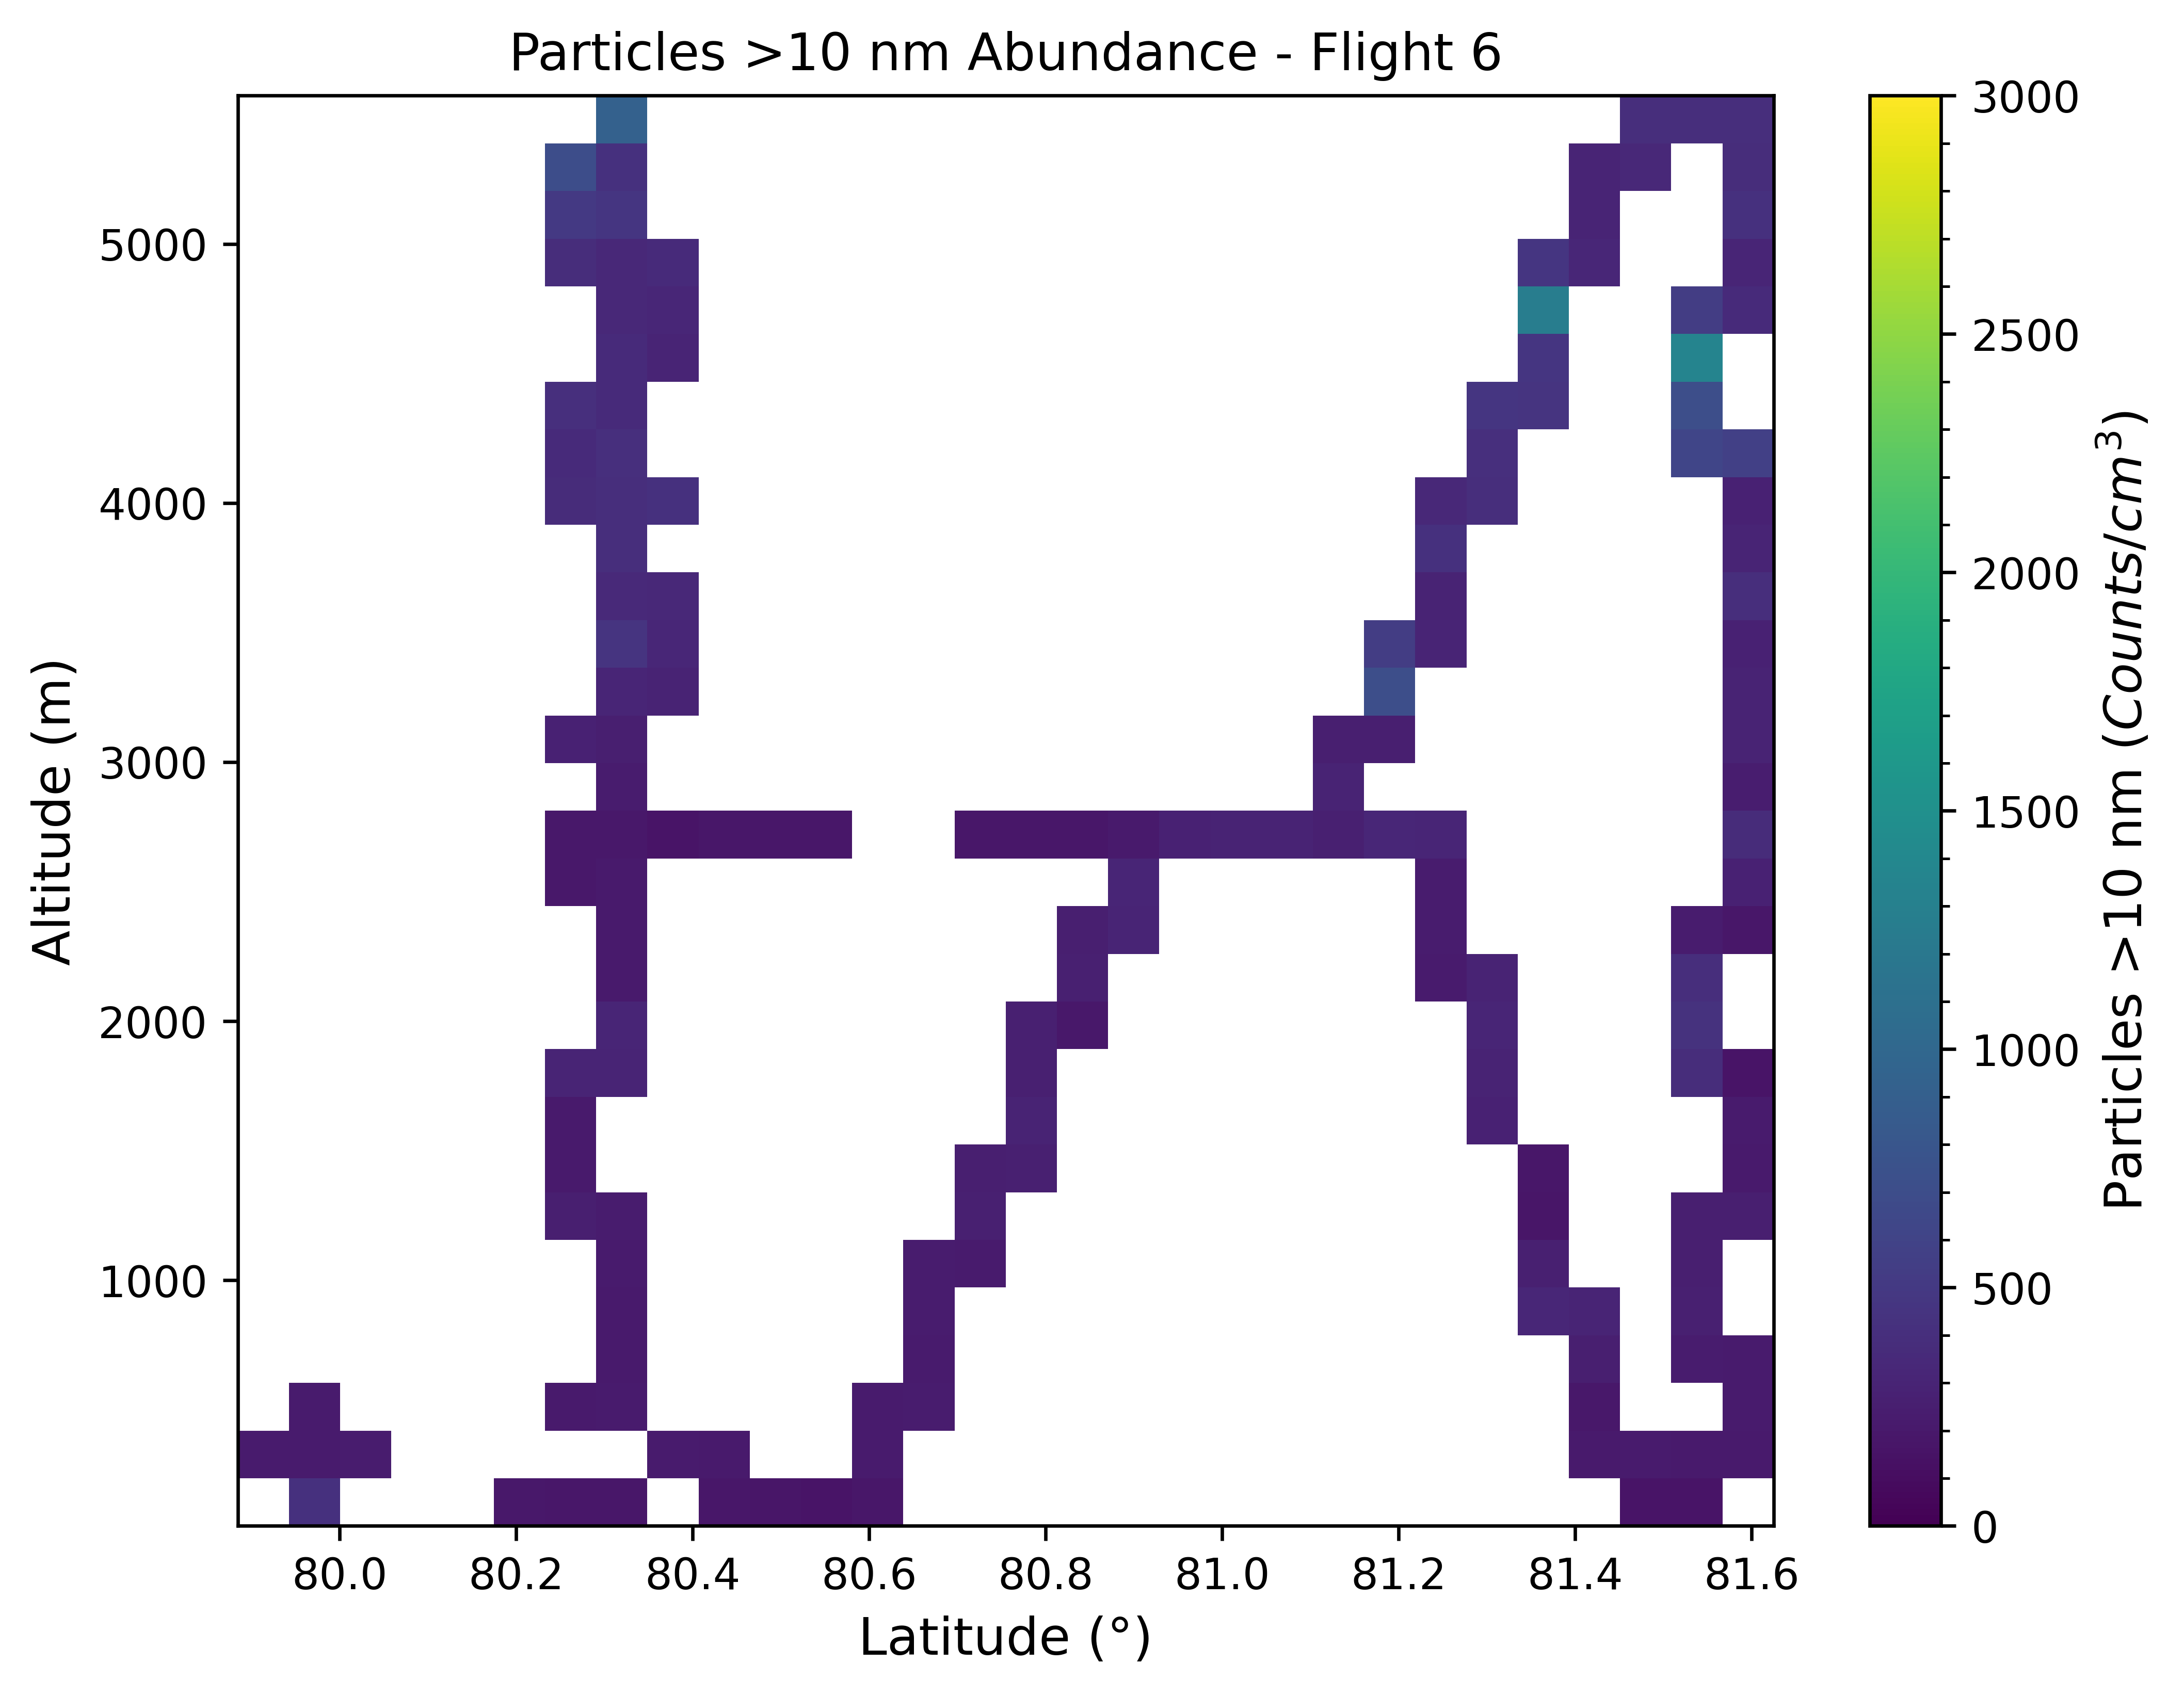 Particles >10 nm Abundance - Flight 6
Altitude (m)
5000
4000
3000
2000
1000
80.0 80.2 80.4 80.6 80.8 81.0 81.2 81.4 81.6
Latitude (°)
3000
2500
2000
1500
1000
500
0
Particles >10 nm (Counts/cm³)